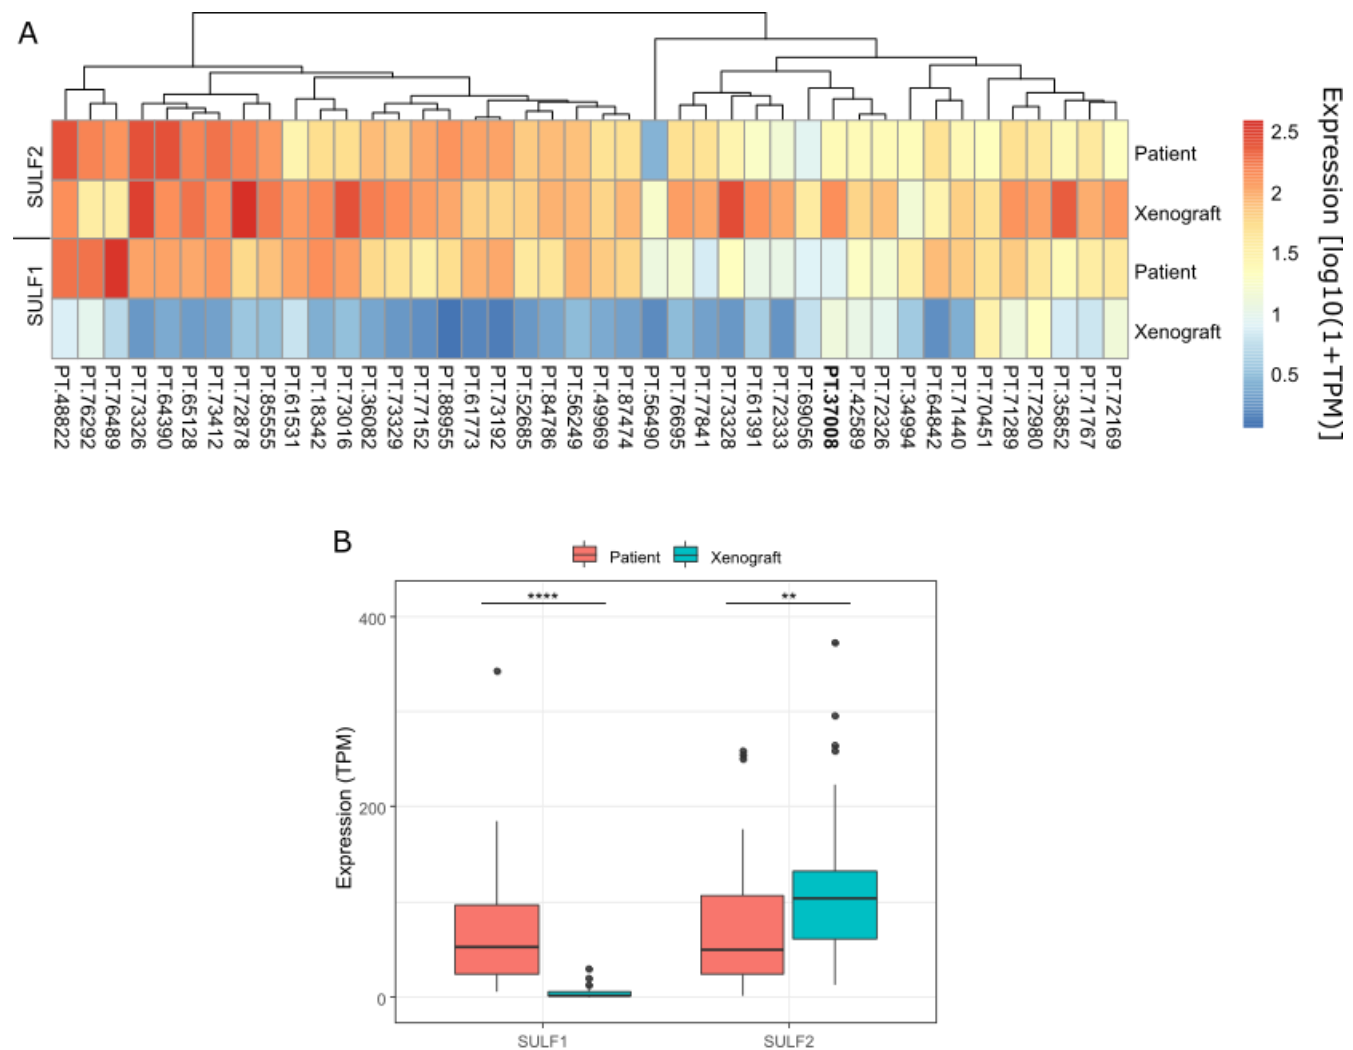 A
SULF2
SULF1
Patient
Xenograft
Patient
Xenograft
2.5
2
1.5
1
0.5
Expression [log10(1+TPM)]
PT.48822
PT.76292
PT.76489
PT.73326
PT.64390
PT.65128
PT.73412
PT.72878
PT.85555
PT.61531
PT.18342
PT.73016
PT.36082
PT.73329
PT.77152
PT.88955
PT.61773
PT.73192
PT.52685
PT.84786
PT.56249
PT.49969
PT.87474
PT.56490
PT.76695
PT.77841
PT.73328
PT.61391
PT.72333
PT.69056
PT.37008
PT.42589
PT.72326
PT.34994
PT.64842
PT.71440
PT.70451
PT.71289
PT.72980
PT.35852
PT.71767
PT.72169
B
Patient Xenograft
**** **
400
200
0
Expression (TPM)
SULF1 SULF2